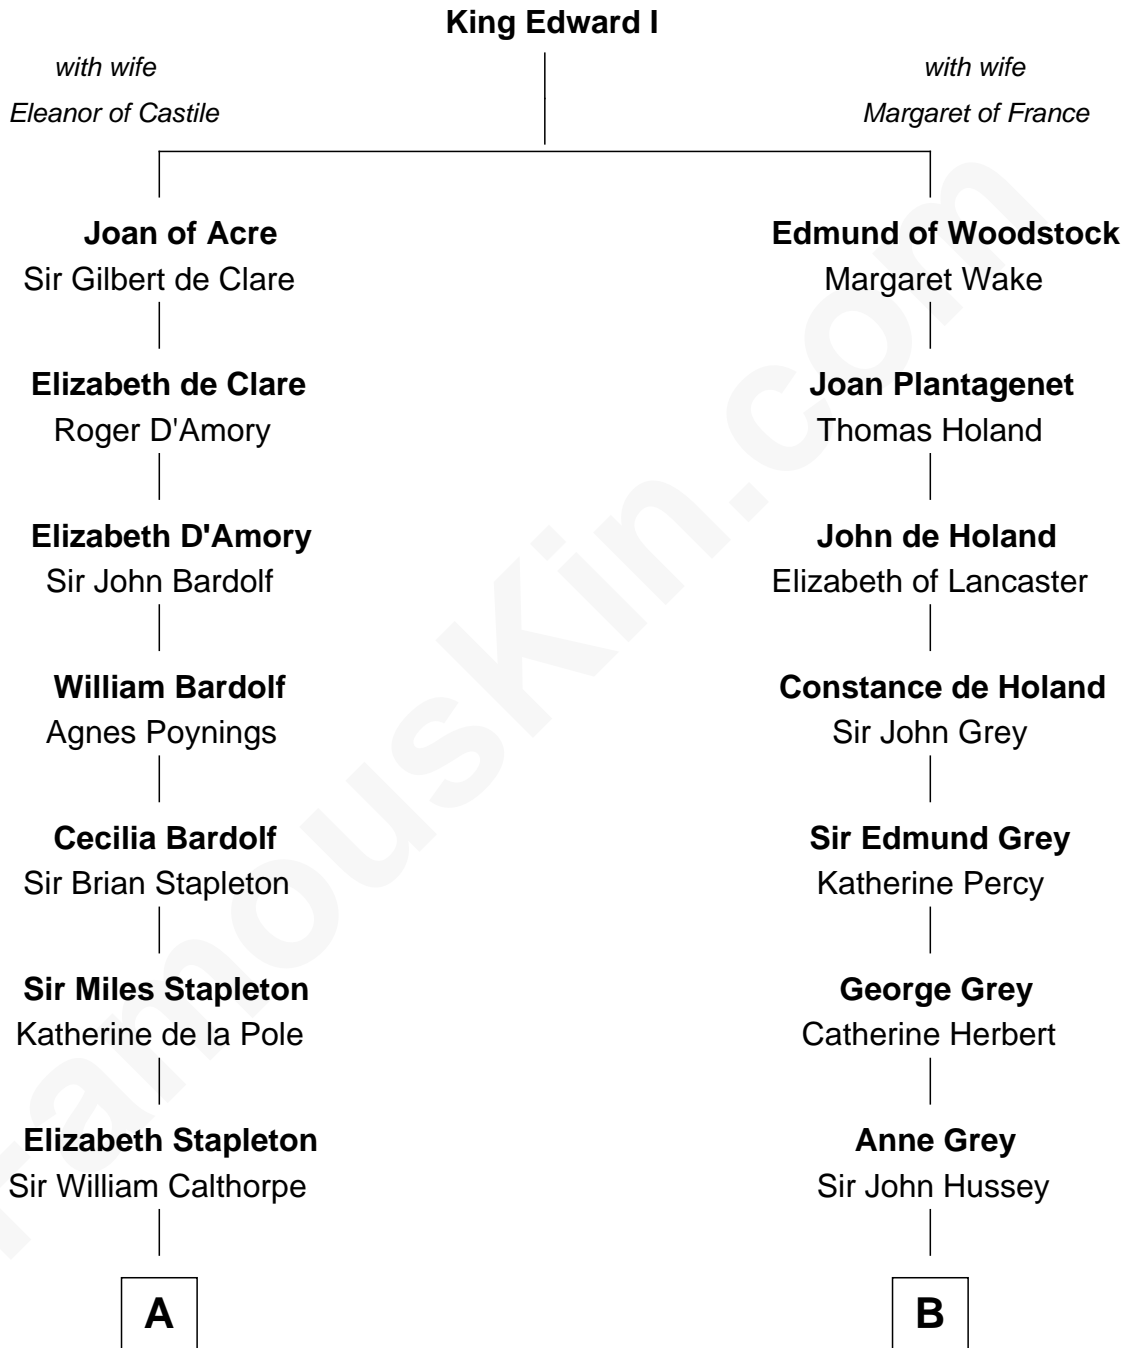 King Edward I
with wife
Eleanor of Castile
with wife
Margaret of France
Joan of Acre
Sir Gilbert de Clare
Edmund of Woodstock
Margaret Wake
Elizabeth de Clare
Roger D'Amory
Joan Plantagenet
Thomas Holand
Elizabeth D'Amory
Sir John Bardolf
John de Holand
Elizabeth of Lancaster
William Bardolf
Agnes Poynings
Constance de Holand
Sir John Grey
Cecilia Bardolf
Sir Brian Stapleton
Sir Edmund Grey
Katherine Percy
Sir Miles Stapleton
Katherine de la Pole
George Grey
Catherine Herbert
Elizabeth Stapleton
Sir William Calthorpe
Anne Grey
Sir John Hussey
A
B
FamousKin.com